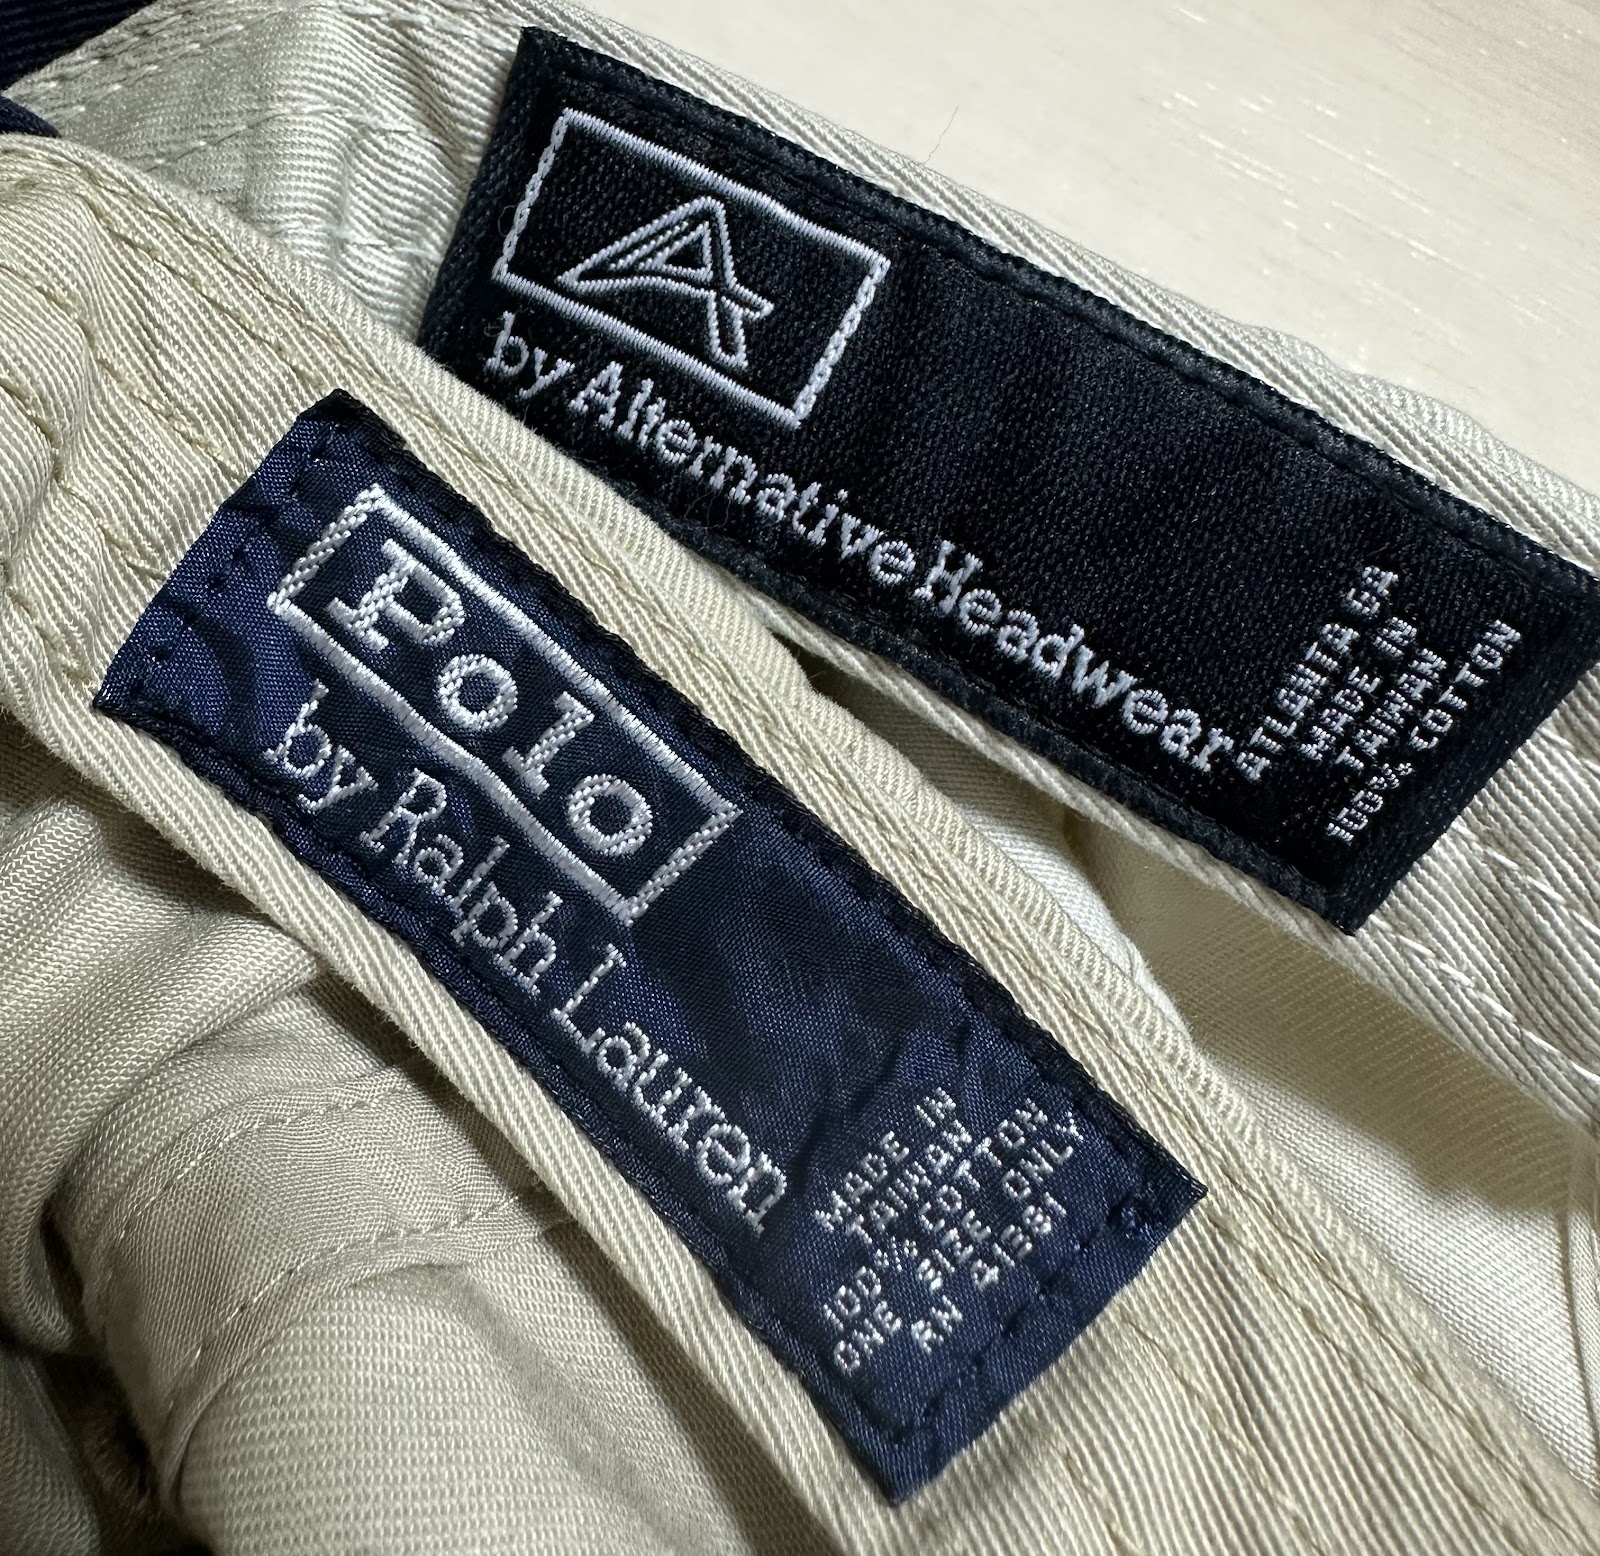 A
by Alternative Headwear
ATLANTA GA
MADE IN
TAIWAN
100% COTTON
Polo
by Ralph Lauren
MADE IN
TAIWAN
100% COTTON
ONE SIZE ONLY
RN 41381